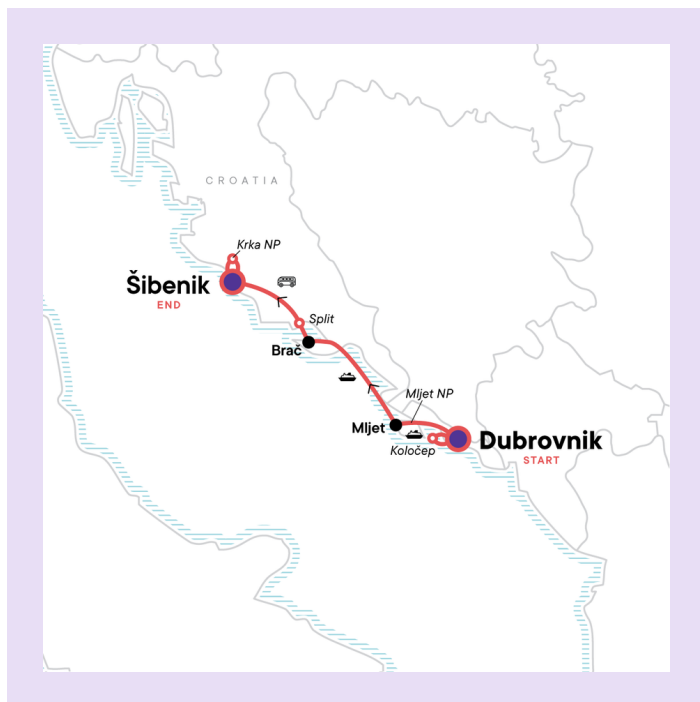 CROATIA
Krka NP
Šibenik
END
Split
Brač
Mljet NP
Mljet
Koločep
Dubrovnik
START